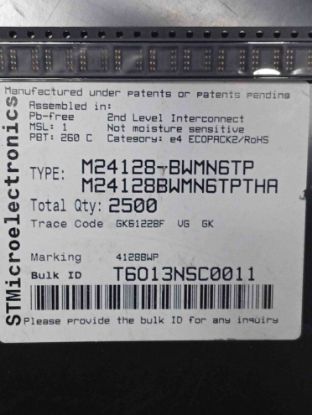 Manufactured under patents or patents pending
Assembled in:
Pb-free 2nd Level Interconnect
MSL: 1 Not moisture sensitive
PBT: 260 C Category: e4 ECOPACK2/RoHS
TYPE: M24128-BWMN6TP
M24128BWMN6TPTHA
Total Qty: 2500
Trace Code GK6122BF VG GK
Marking 4128BWP
Bulk ID T6013NSC0011
Please provide the bulk ID for any inquiry
STMicroelectronics